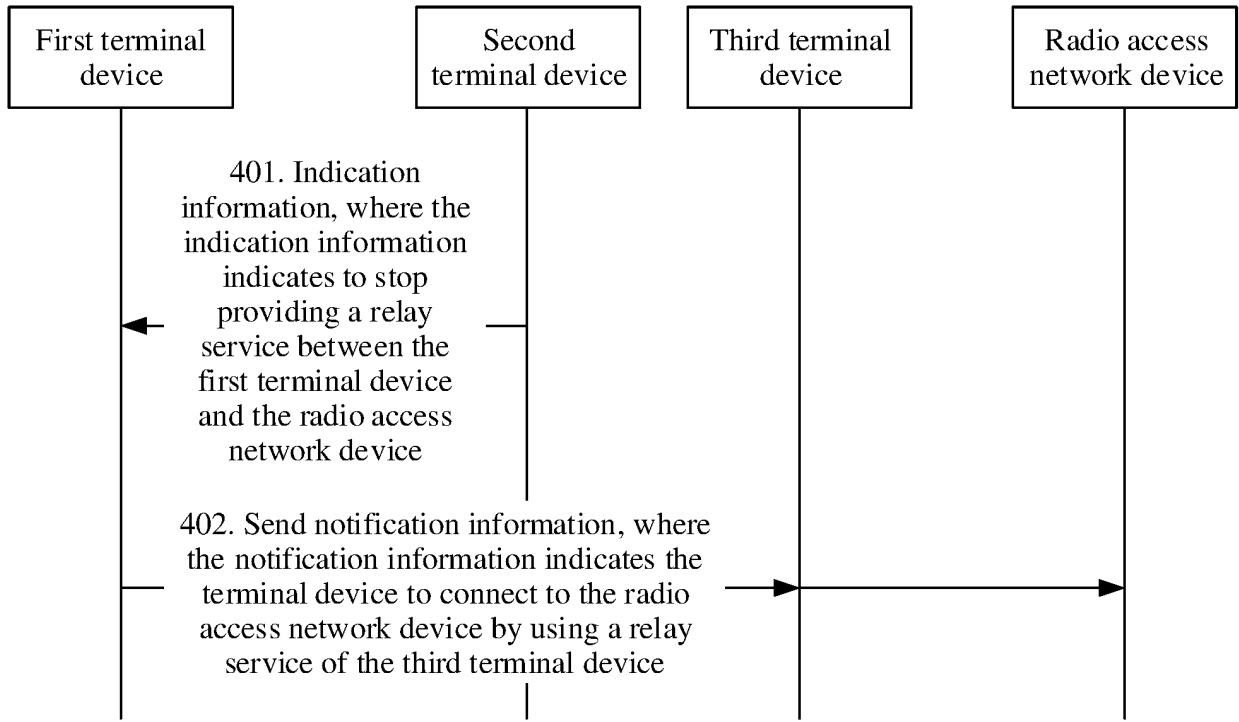 First terminal
device
Second
terminal device
Third terminal
device
Radio access
network device
401. Indication
information, where the
indication information
indicates to stop
providing a relay
service between the
first terminal device
and the radio access
network device
402. Send notification information, where
the notification information indicates the
terminal device to connect to the radio
access network device by using a relay
service of the third terminal device